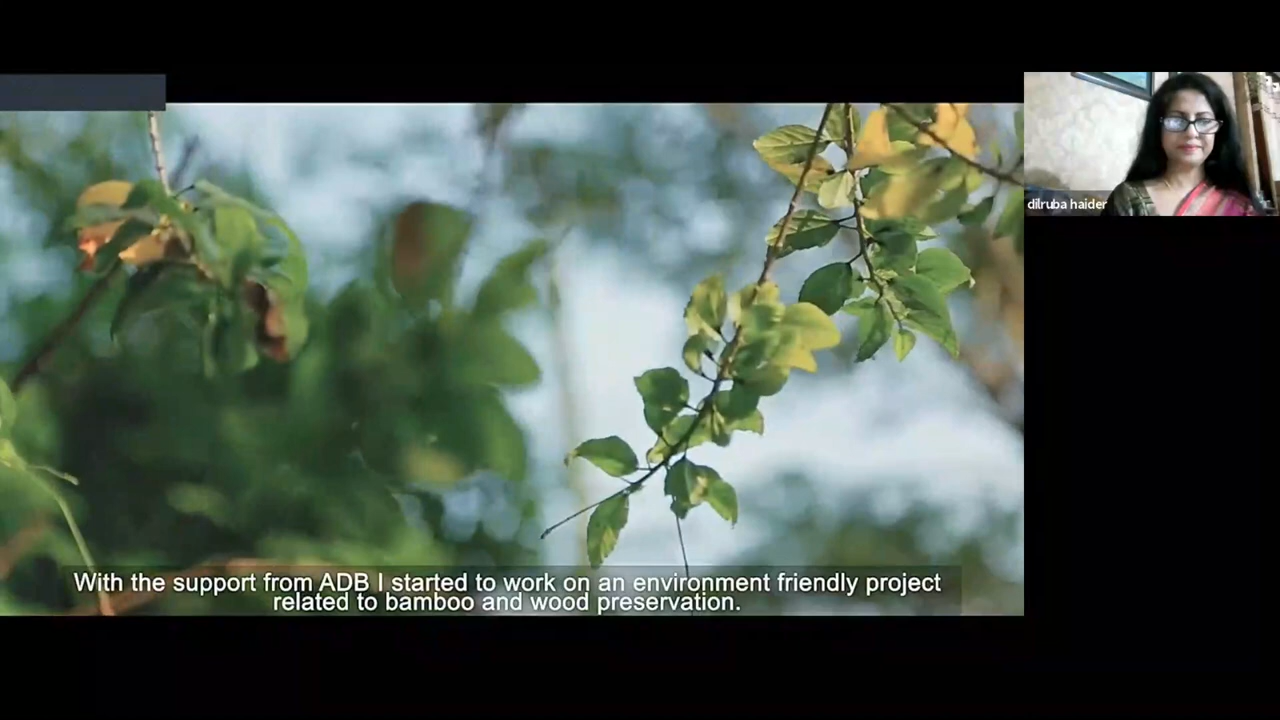 dilruba haider
With the support from ADB I started to work on an environment friendly project
related to bamboo and wood preservation.